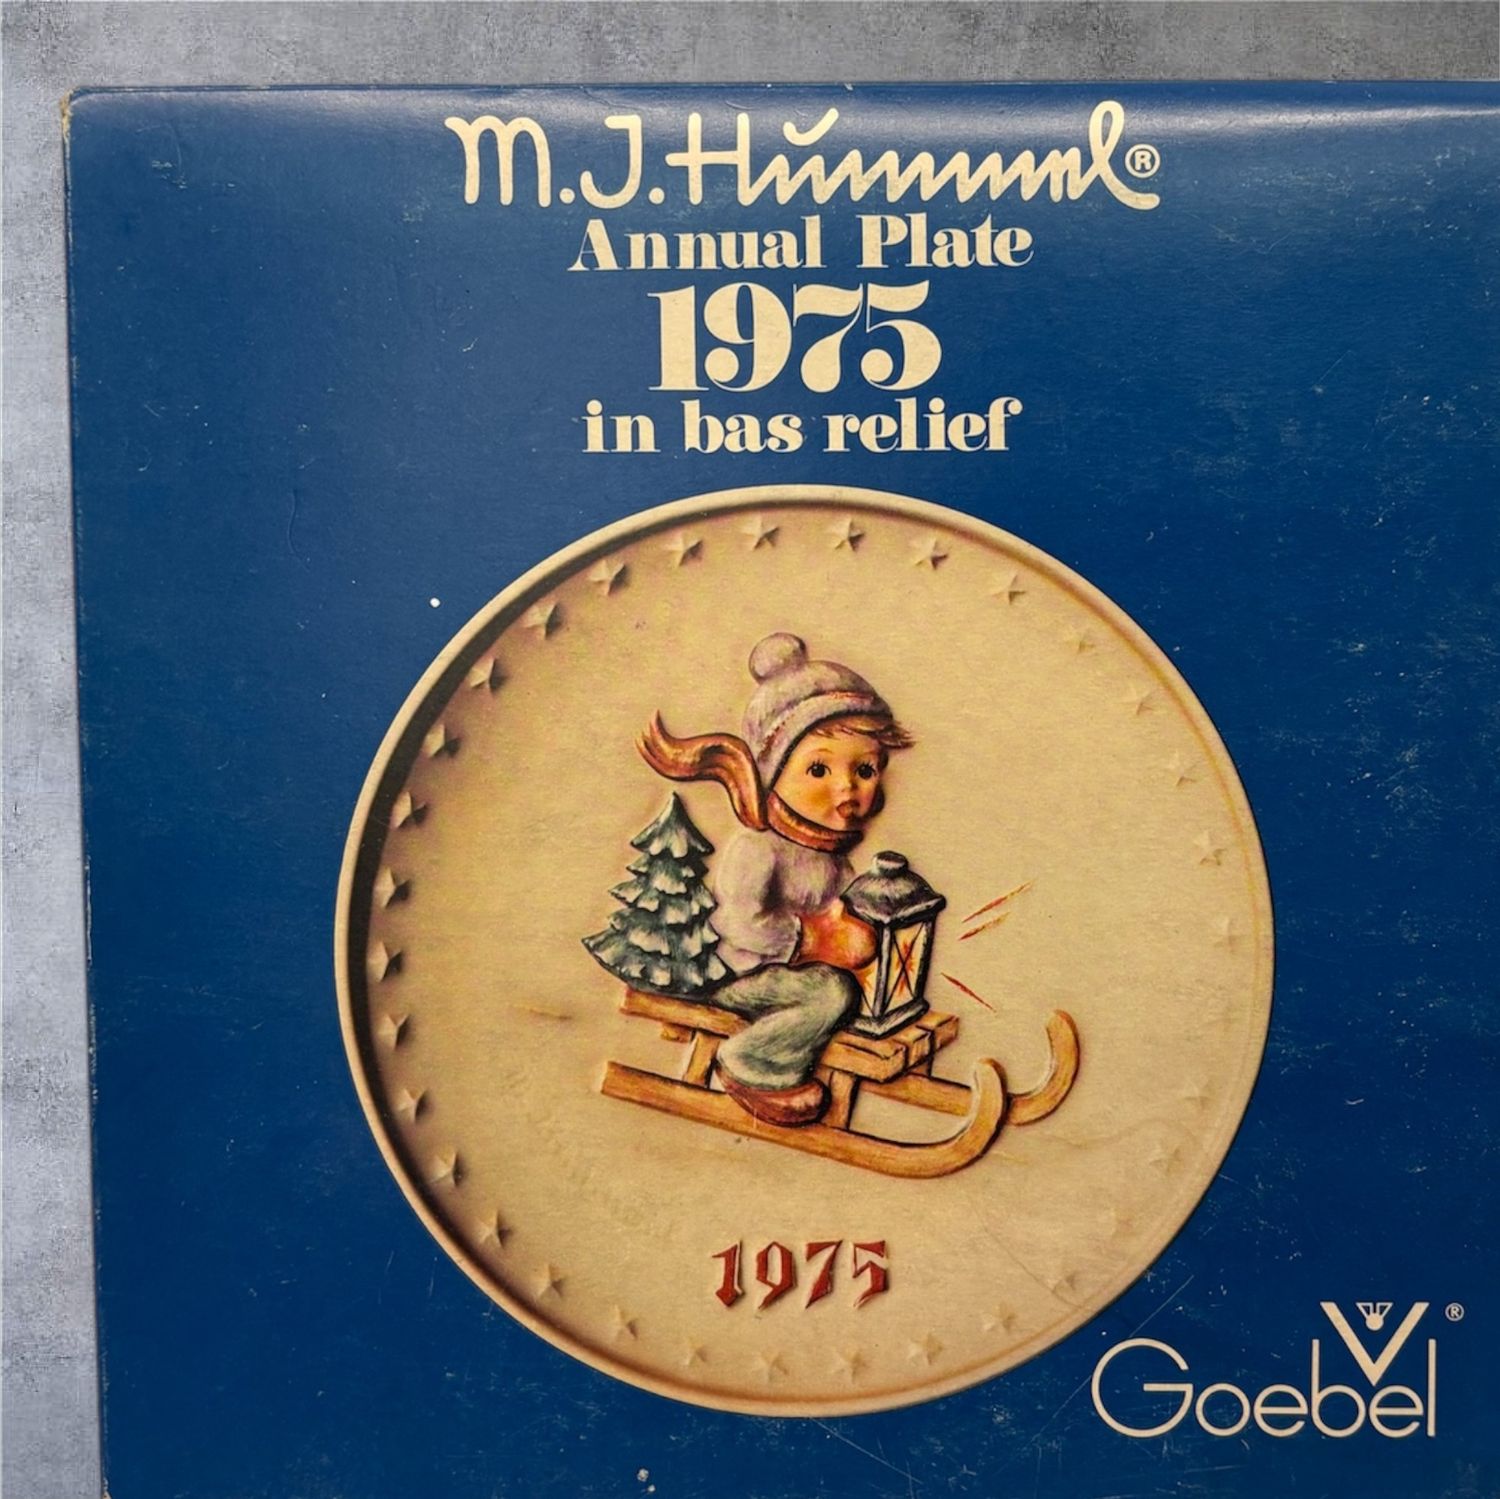 M.J.Hummel®
Annual Plate
1975
in bas relief
1975
Goebel®